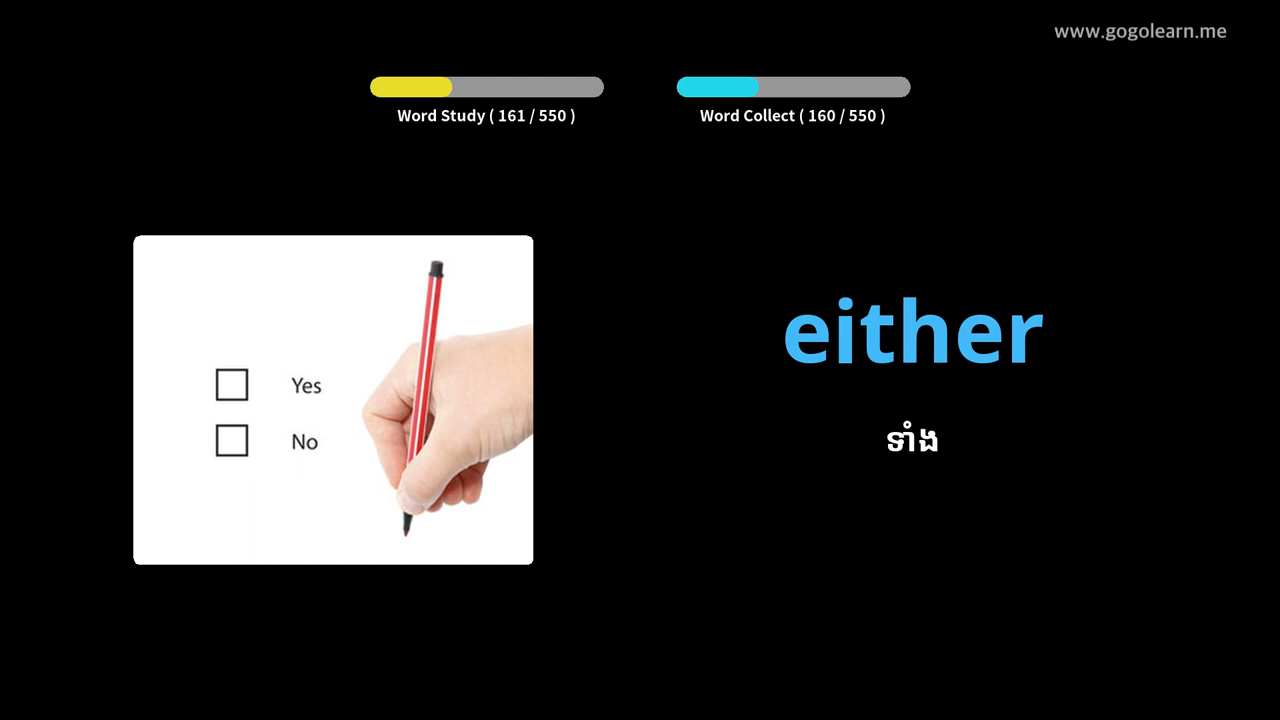 www.gogolearn.me
Word Study ( 161 / 550 )
Word Collect ( 160 / 550 )
Yes
No
either
ទាំង